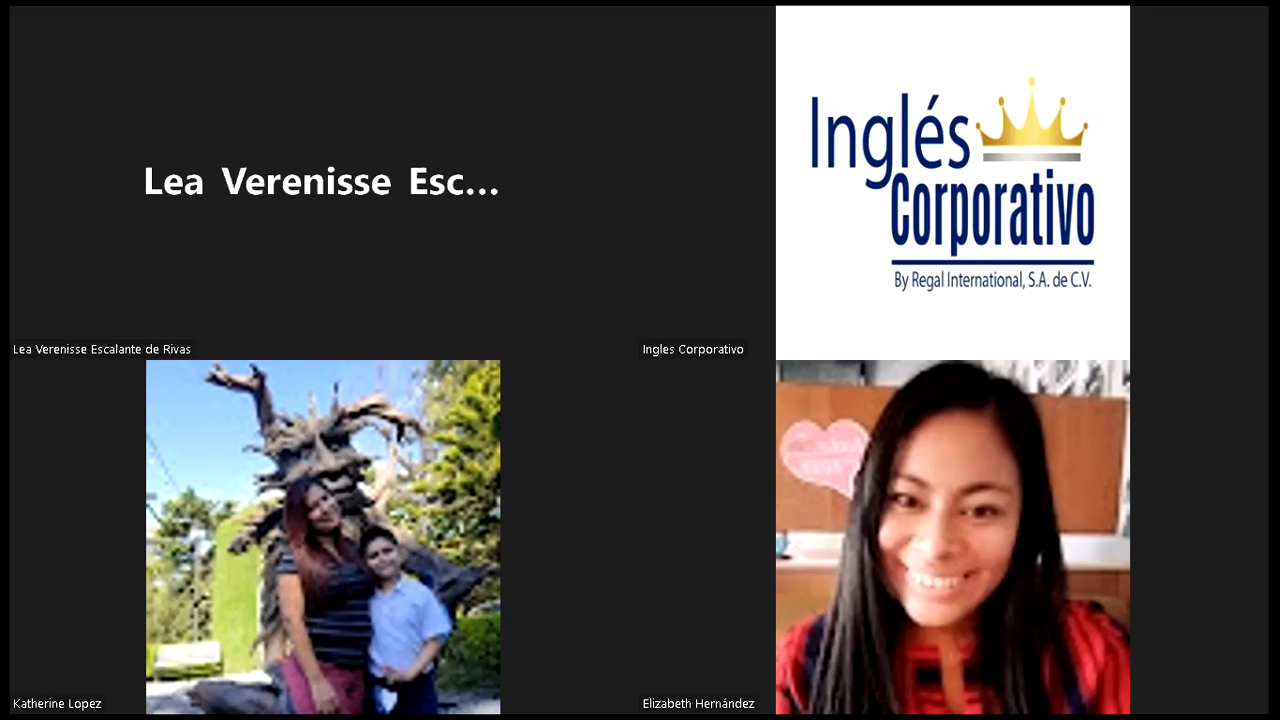 Lea Verenisse Esc...
Inglés
Corporativo
By Regal International, S.A. de C.V.
Lea Verenisse Escalante de Rivas
Ingles Corporativo
Katherine Lopez
Elizabeth Hernández